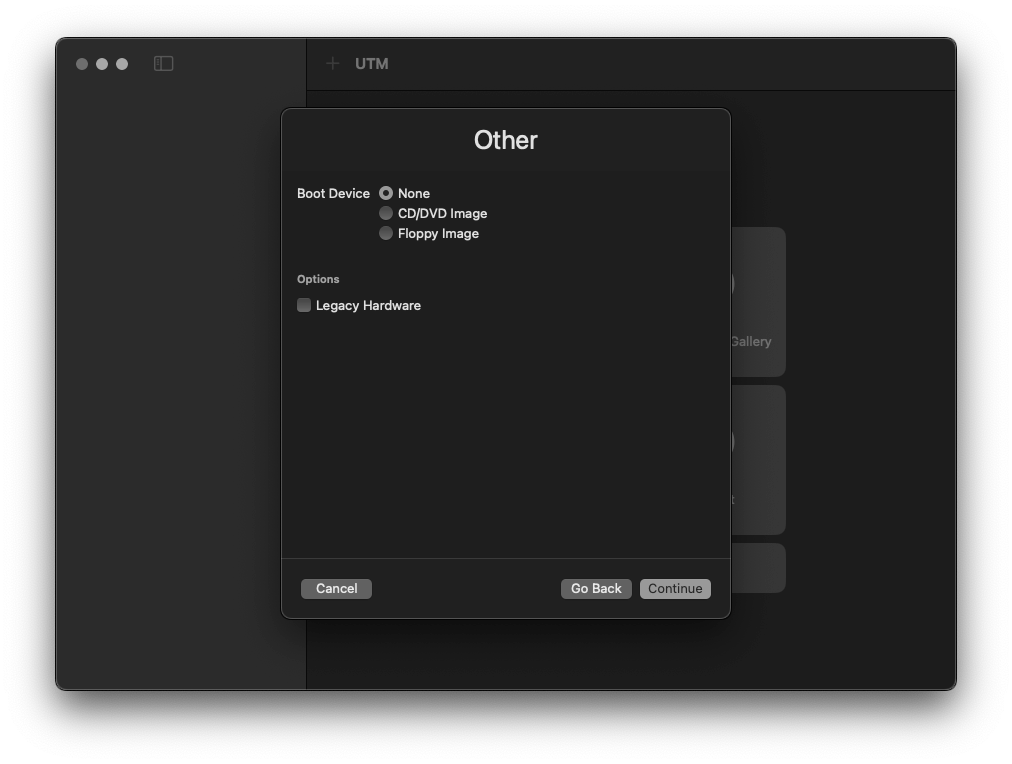 UTM
Other
Boot Device None
CD/DVD Image
Floppy Image
Options
Legacy Hardware
Gallery
Cancel Go Back Continue